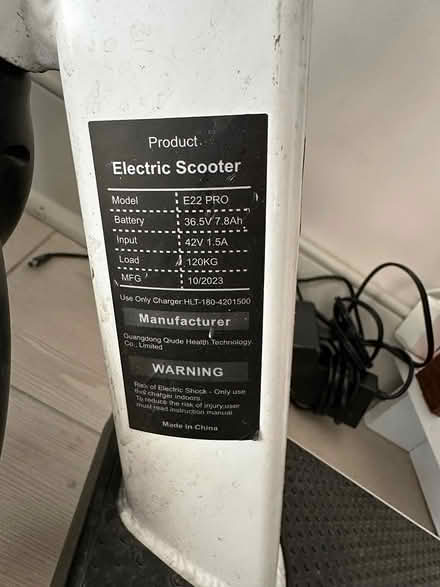 Product
Electric Scooter
Model E22 PRO
Battery 36.5V 7.8Ah
Input 42V 1.5A
Load 120KG
MFG 10/2023
Use Only Charger:HLT-180-4201500
Manufacturer
Guangdong Qiude Health Technology
Co., Limited
WARNING
Risk of Electric Shock - Only use
this charger indoors.
To reduce the risk of injury,user
must read instruction manual
Made in China